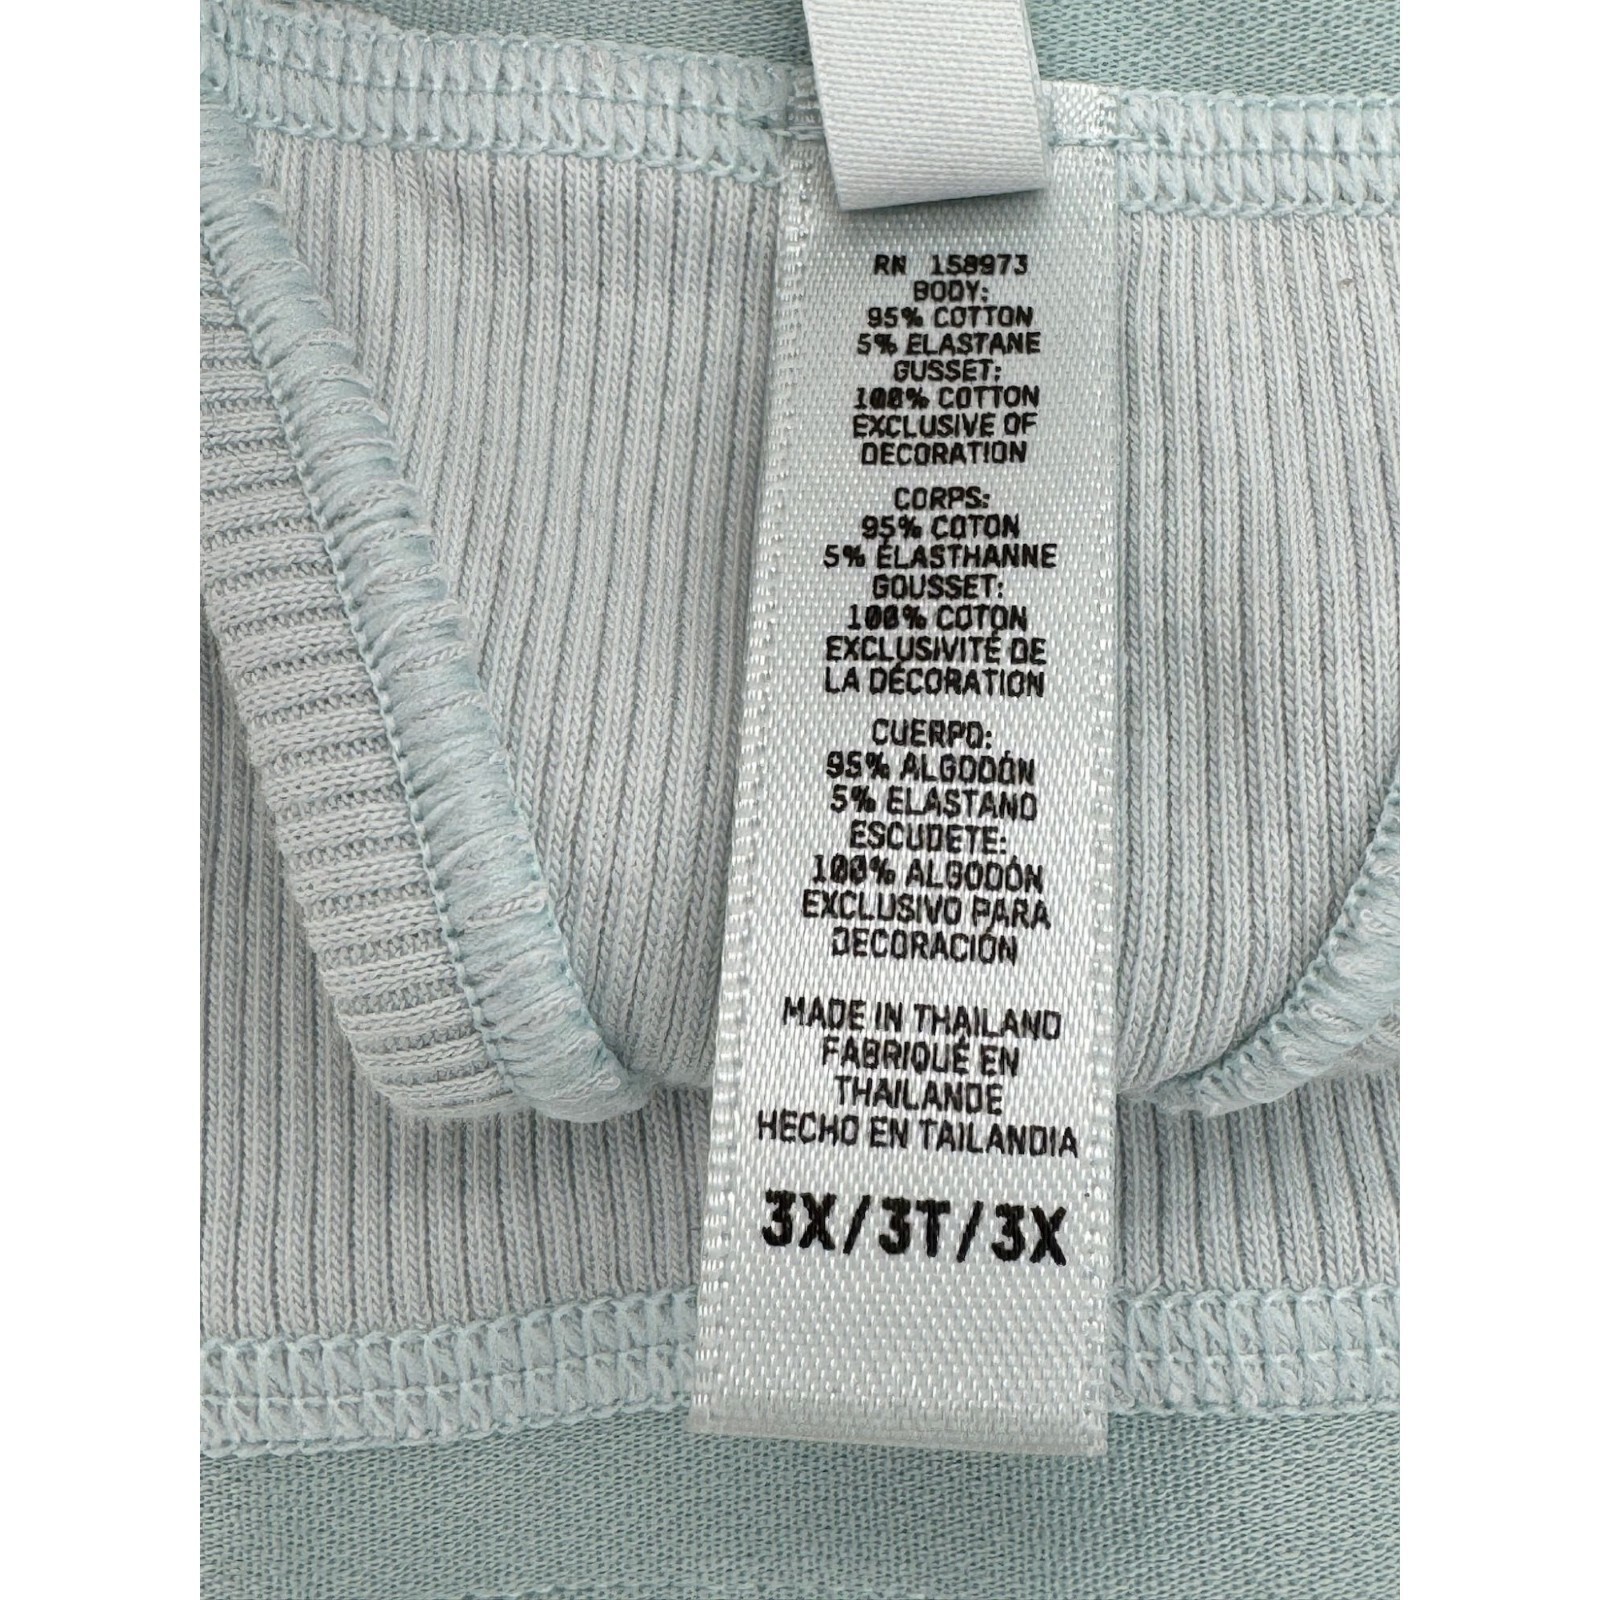 RN 158973
BODY:
95% COTTON
5% ELASTANE
GUSSET:
100% COTTON
EXCLUSIVE OF
DECORATION
CORPS:
95% COTON
5% ÉLASTHANNE
GOUSSET:
100% COTON
EXCLUSIVITÉ DE
LA DÉCORATION
CUERPO:
95% ALGODÓN
5% ELASTANO
ESCUDETE:
100% ALGODÓN
EXCLUSIVO PARA
DECORACIÓN
MADE IN THAILAND
FABRIQUÉ EN
THAILANDE
HECHO EN TAILANDIA
3X/3T/3X